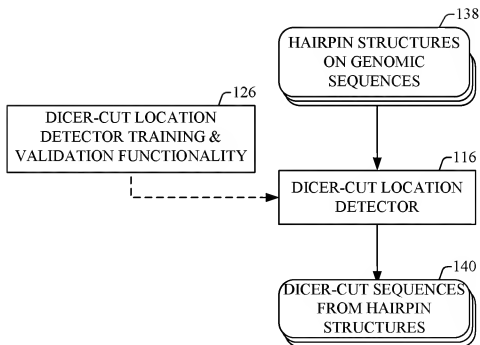 138
HAIRPIN STRUCTURES
ON GENOMIC
SEQUENCES
126
DICER-CUT LOCATION
DETECTOR TRAINING &
VALIDATION FUNCTIONALITY
116
DICER-CUT LOCATION
DETECTOR
140
DICER-CUT SEQUENCES
FROM HAIRPIN
STRUCTURES